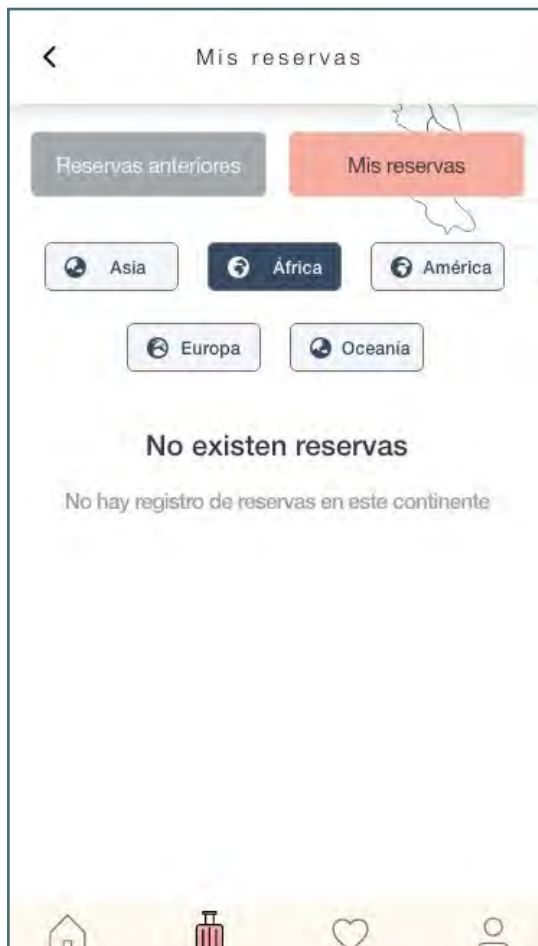 Mis reservas
Reservas anteriores Mis reservas
Asia África América
Europa Oceanía
No existen reservas
No hay registro de reservas en este continente